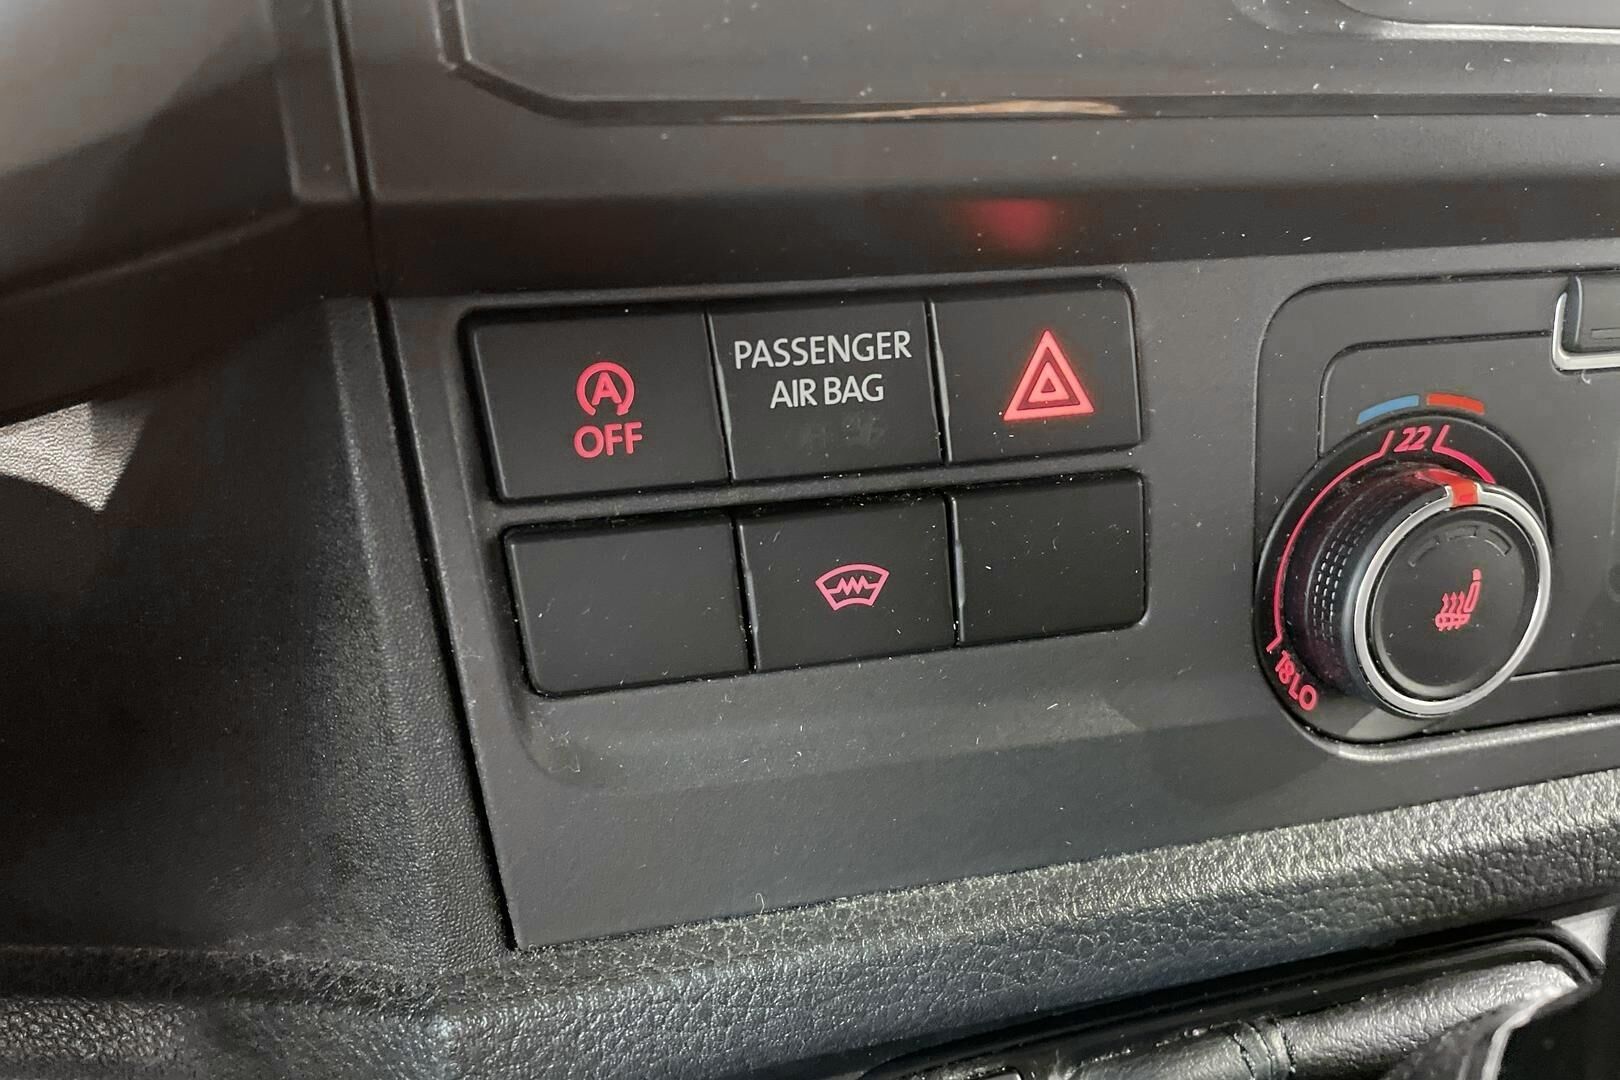 A
OFF
PASSENGER
AIR BAG
22
18 LO